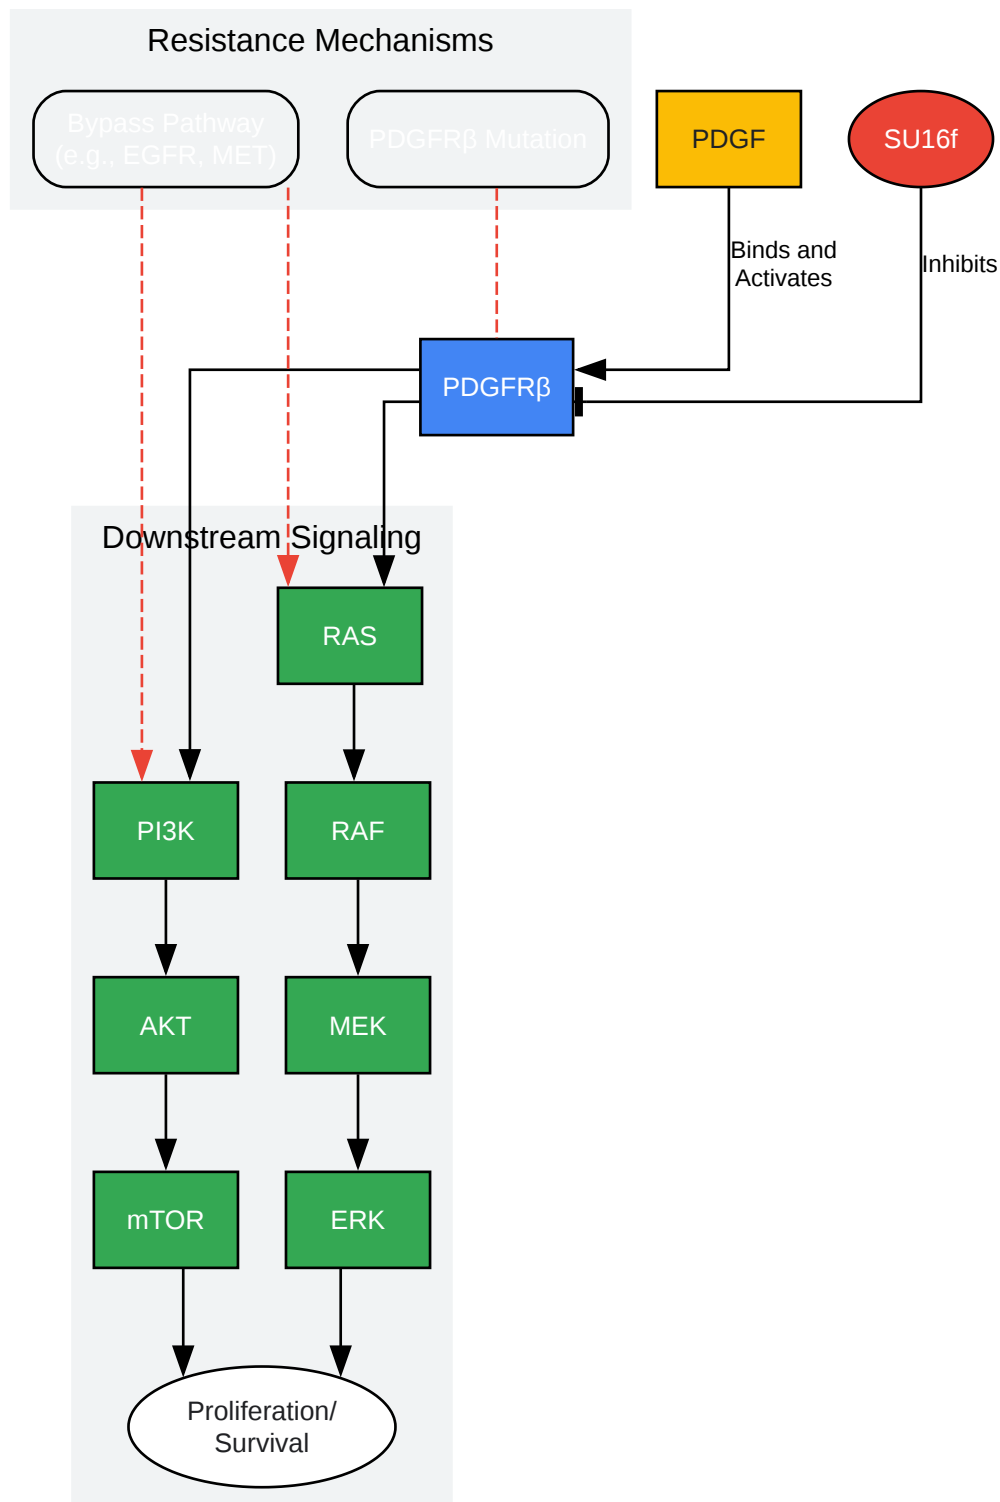 Resistance Mechanisms
Bypass Pathway
(e.g., EGFR, MET)
PDGFRβ Mutation
PDGF
SU16f
Binds and
Activates
Inhibits
PDGFRβ
Downstream Signaling
RAS
PI3K
RAF
AKT
MEK
mTOR
ERK
Proliferation/
Survival